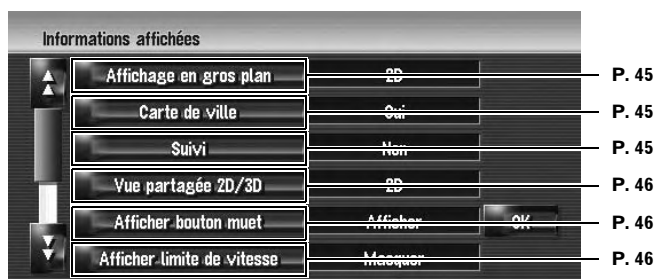 Informations affichées
Affichage en gros plan 2D P. 45
Carte de ville Oui P. 45
Suivi Non P. 45
Vue partagée 2D/3D 2D P. 46
Afficher bouton muet Afficher OK P. 46
Afficher limite de vitesse Masquer P. 46